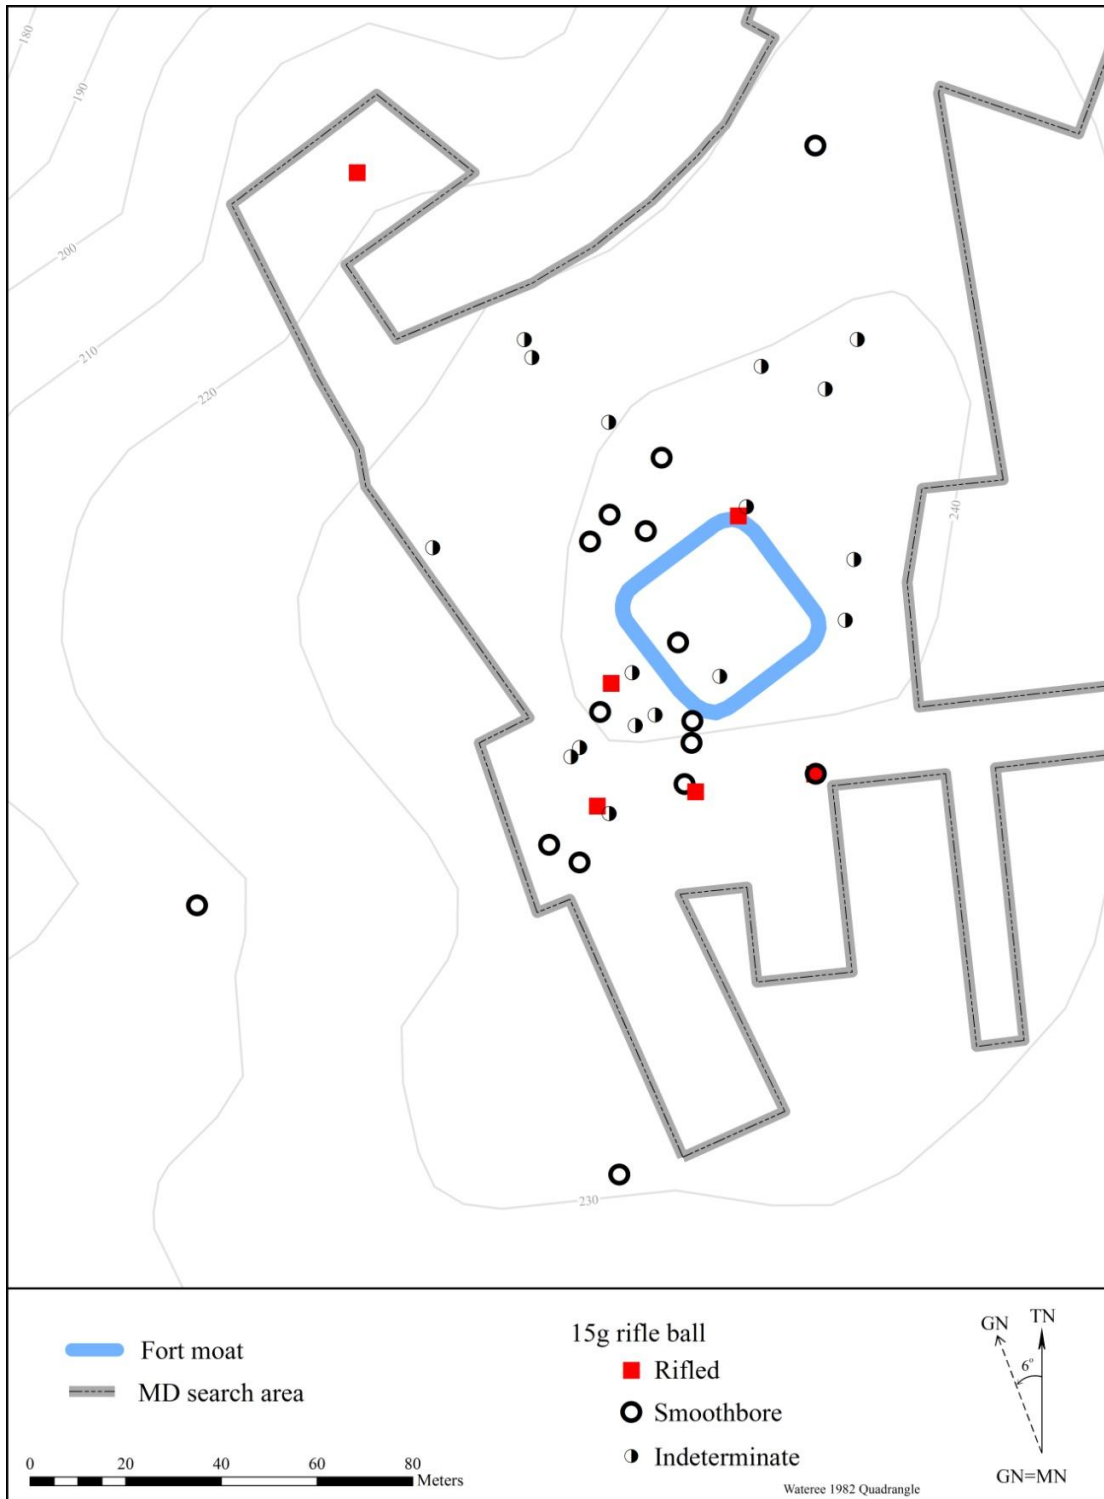 180
190
200
210
220
240
230
Fort moat
MD search area
0 20 40 60 80 Meters
15g rifle ball
Rifled
Smoothbore
Indeterminate
GN TN
6°
GN=MN
Wateree 1982 Quadrangle